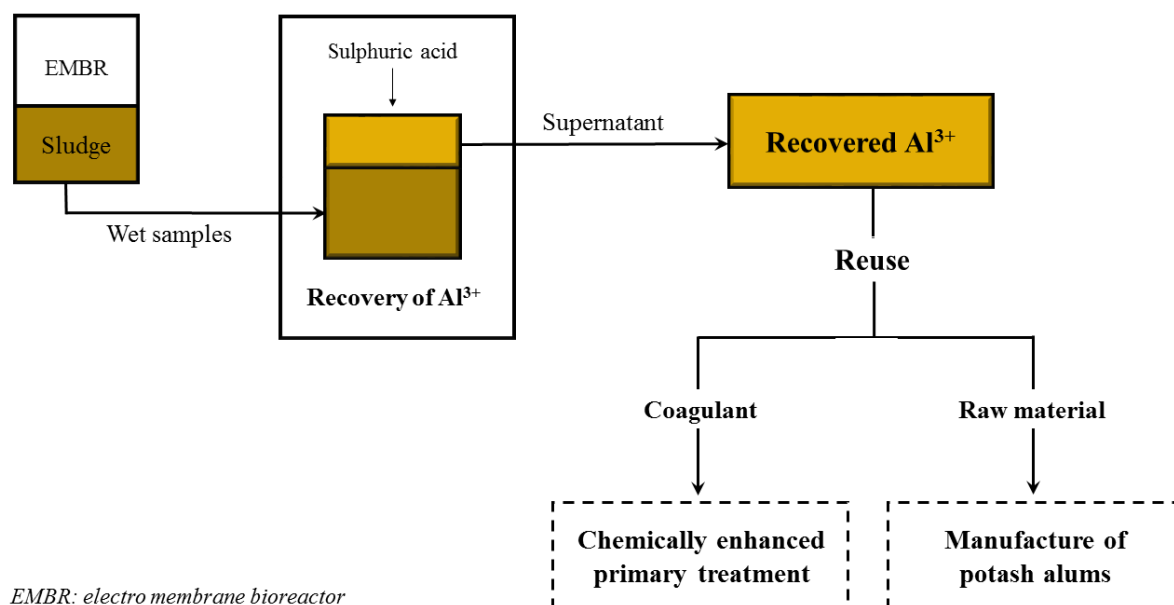 EMBR
Sludge
Wet samples
Sulphuric acid
Recovery of Al³⁺
Supernatant
Recovered Al³⁺
Reuse
Coagulant
Raw material
Chemically enhanced
primary treatment
Manufacture of
potash alums
EMBR: electro membrane bioreactor